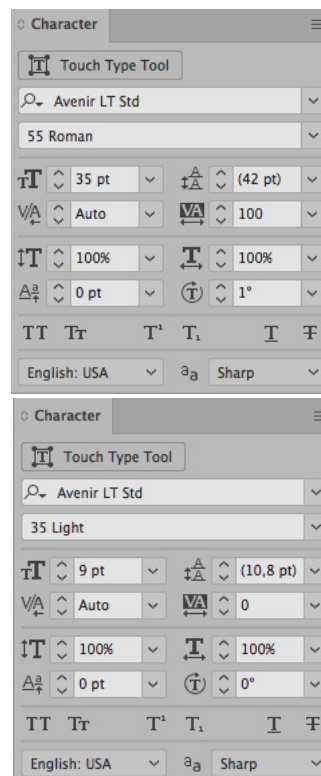 Character
Touch Type Tool
Avenir LT Std
55 Roman
35 pt (42 pt)
Auto 100
100% 100%
0 pt 1°
TT Tт T¹ T₁ T Ŧ
English: USA aa Sharp
Character
Touch Type Tool
Avenir LT Std
35 Light
9 pt (10,8 pt)
Auto 0
100% 100%
0 pt 0°
TT Tт T¹ T₁ T Ŧ
English: USA aa Sharp